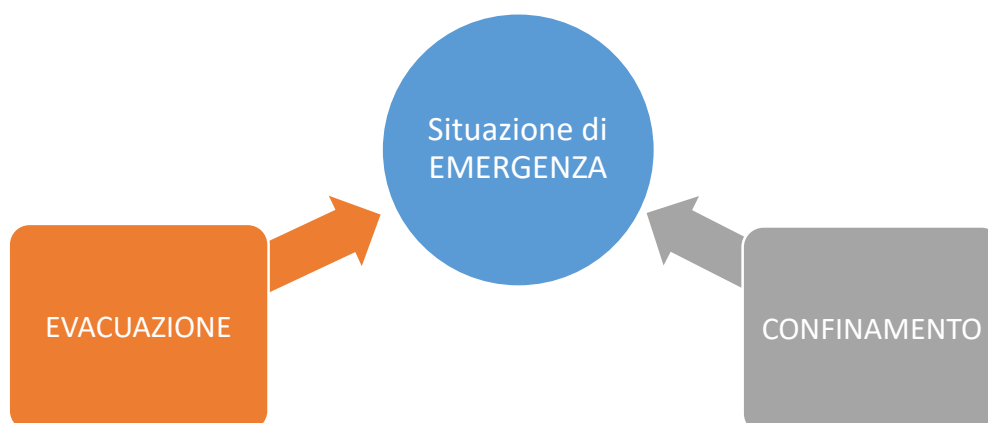 Situazione di
EMERGENZA
EVACUAZIONE
CONFINAMENTO